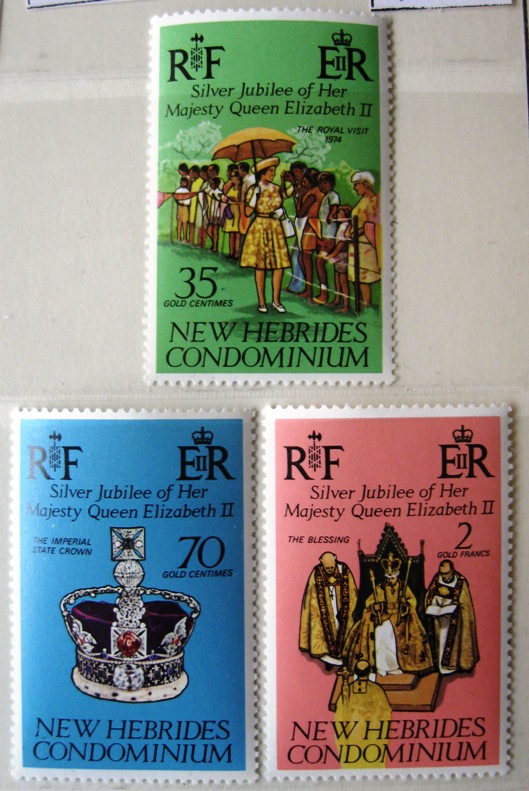 RF EIIR
Silver Jubilee of Her
Majesty Queen Elizabeth II
THE ROYAL VISIT
1974
35
GOLD CENTIMES
NEW HEBRIDES
CONDOMINIUM
RF EIIR
Silver Jubilee of Her
Majesty Queen Elizabeth II
THE IMPERIAL
STATE CROWN
70
GOLD CENTIMES
NEW HEBRIDES
CONDOMINIUM
RF EIIR
Silver Jubilee of Her
Majesty Queen Elizabeth II
THE BLESSING
2
GOLD FRANCS
NEW HEBRIDES
CONDOMINIUM